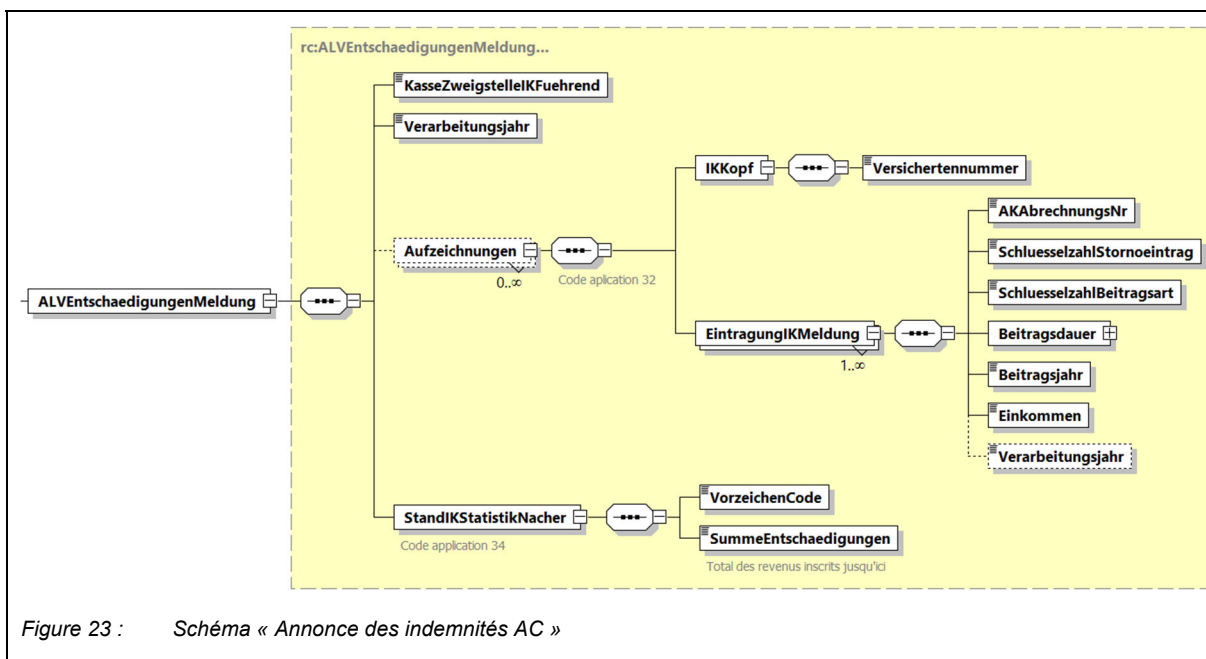 rc:ALVEntschaedigungenMeldung...
KasseZweigstelleIKFuehrend
Verarbeitungsjahr
IKKopf
Versichertennummer
AKAbrechnungsNr
SchluesselzahlStornoeintrag
Aufzeichnungen
0..∞
Code aplication 32
SchluesselzahlBeitragsart
ALVEntschaedigungenMeldung
EintragungIKMeldung
1..∞
Beitragsdauer
Beitragsjahr
Einkommen
Verarbeitungsjahr
StandIKStatistikNacher
Code application 34
VorzeichenCode
SummeEntschaedigungen
Total des revenus inscrits jusqu'ici
Figure 23 : Schéma « Annonce des indemnités AC »